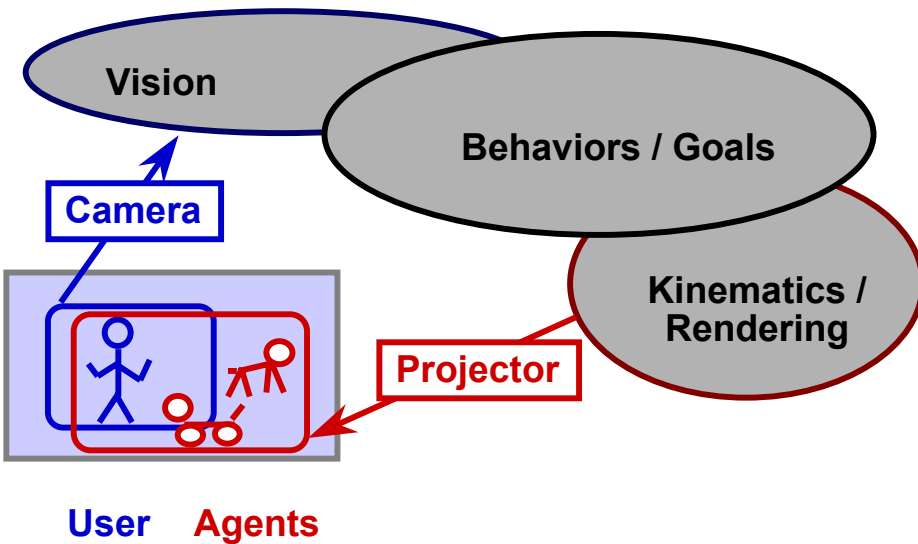 Vision
Behaviors / Goals
Camera
Kinematics /
Rendering
Projector
User Agents